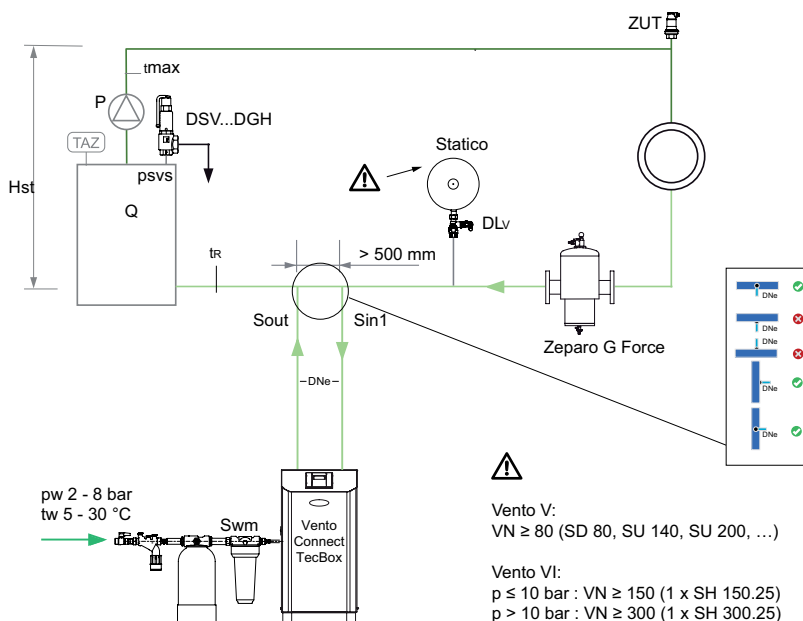 ZUT
tmax
P
DSV...DGH
TAZ
Statico
psvs
Hst
Q
DLV
tR
> 500 mm
DNe
DNe
DNe
DNe
DNe
Sout
Sin1
Zeparo G Force
DNe
pw 2 - 8 bar
tw 5 - 30 °C
Swm
Vento
Connect
TecBox
Vento V:
VN ≥ 80 (SD 80, SU 140, SU 200, …)
Vento VI:
p ≤ 10 bar : VN ≥ 150 (1 x SH 150.25)
p > 10 bar : VN ≥ 300 (1 x SH 300.25)